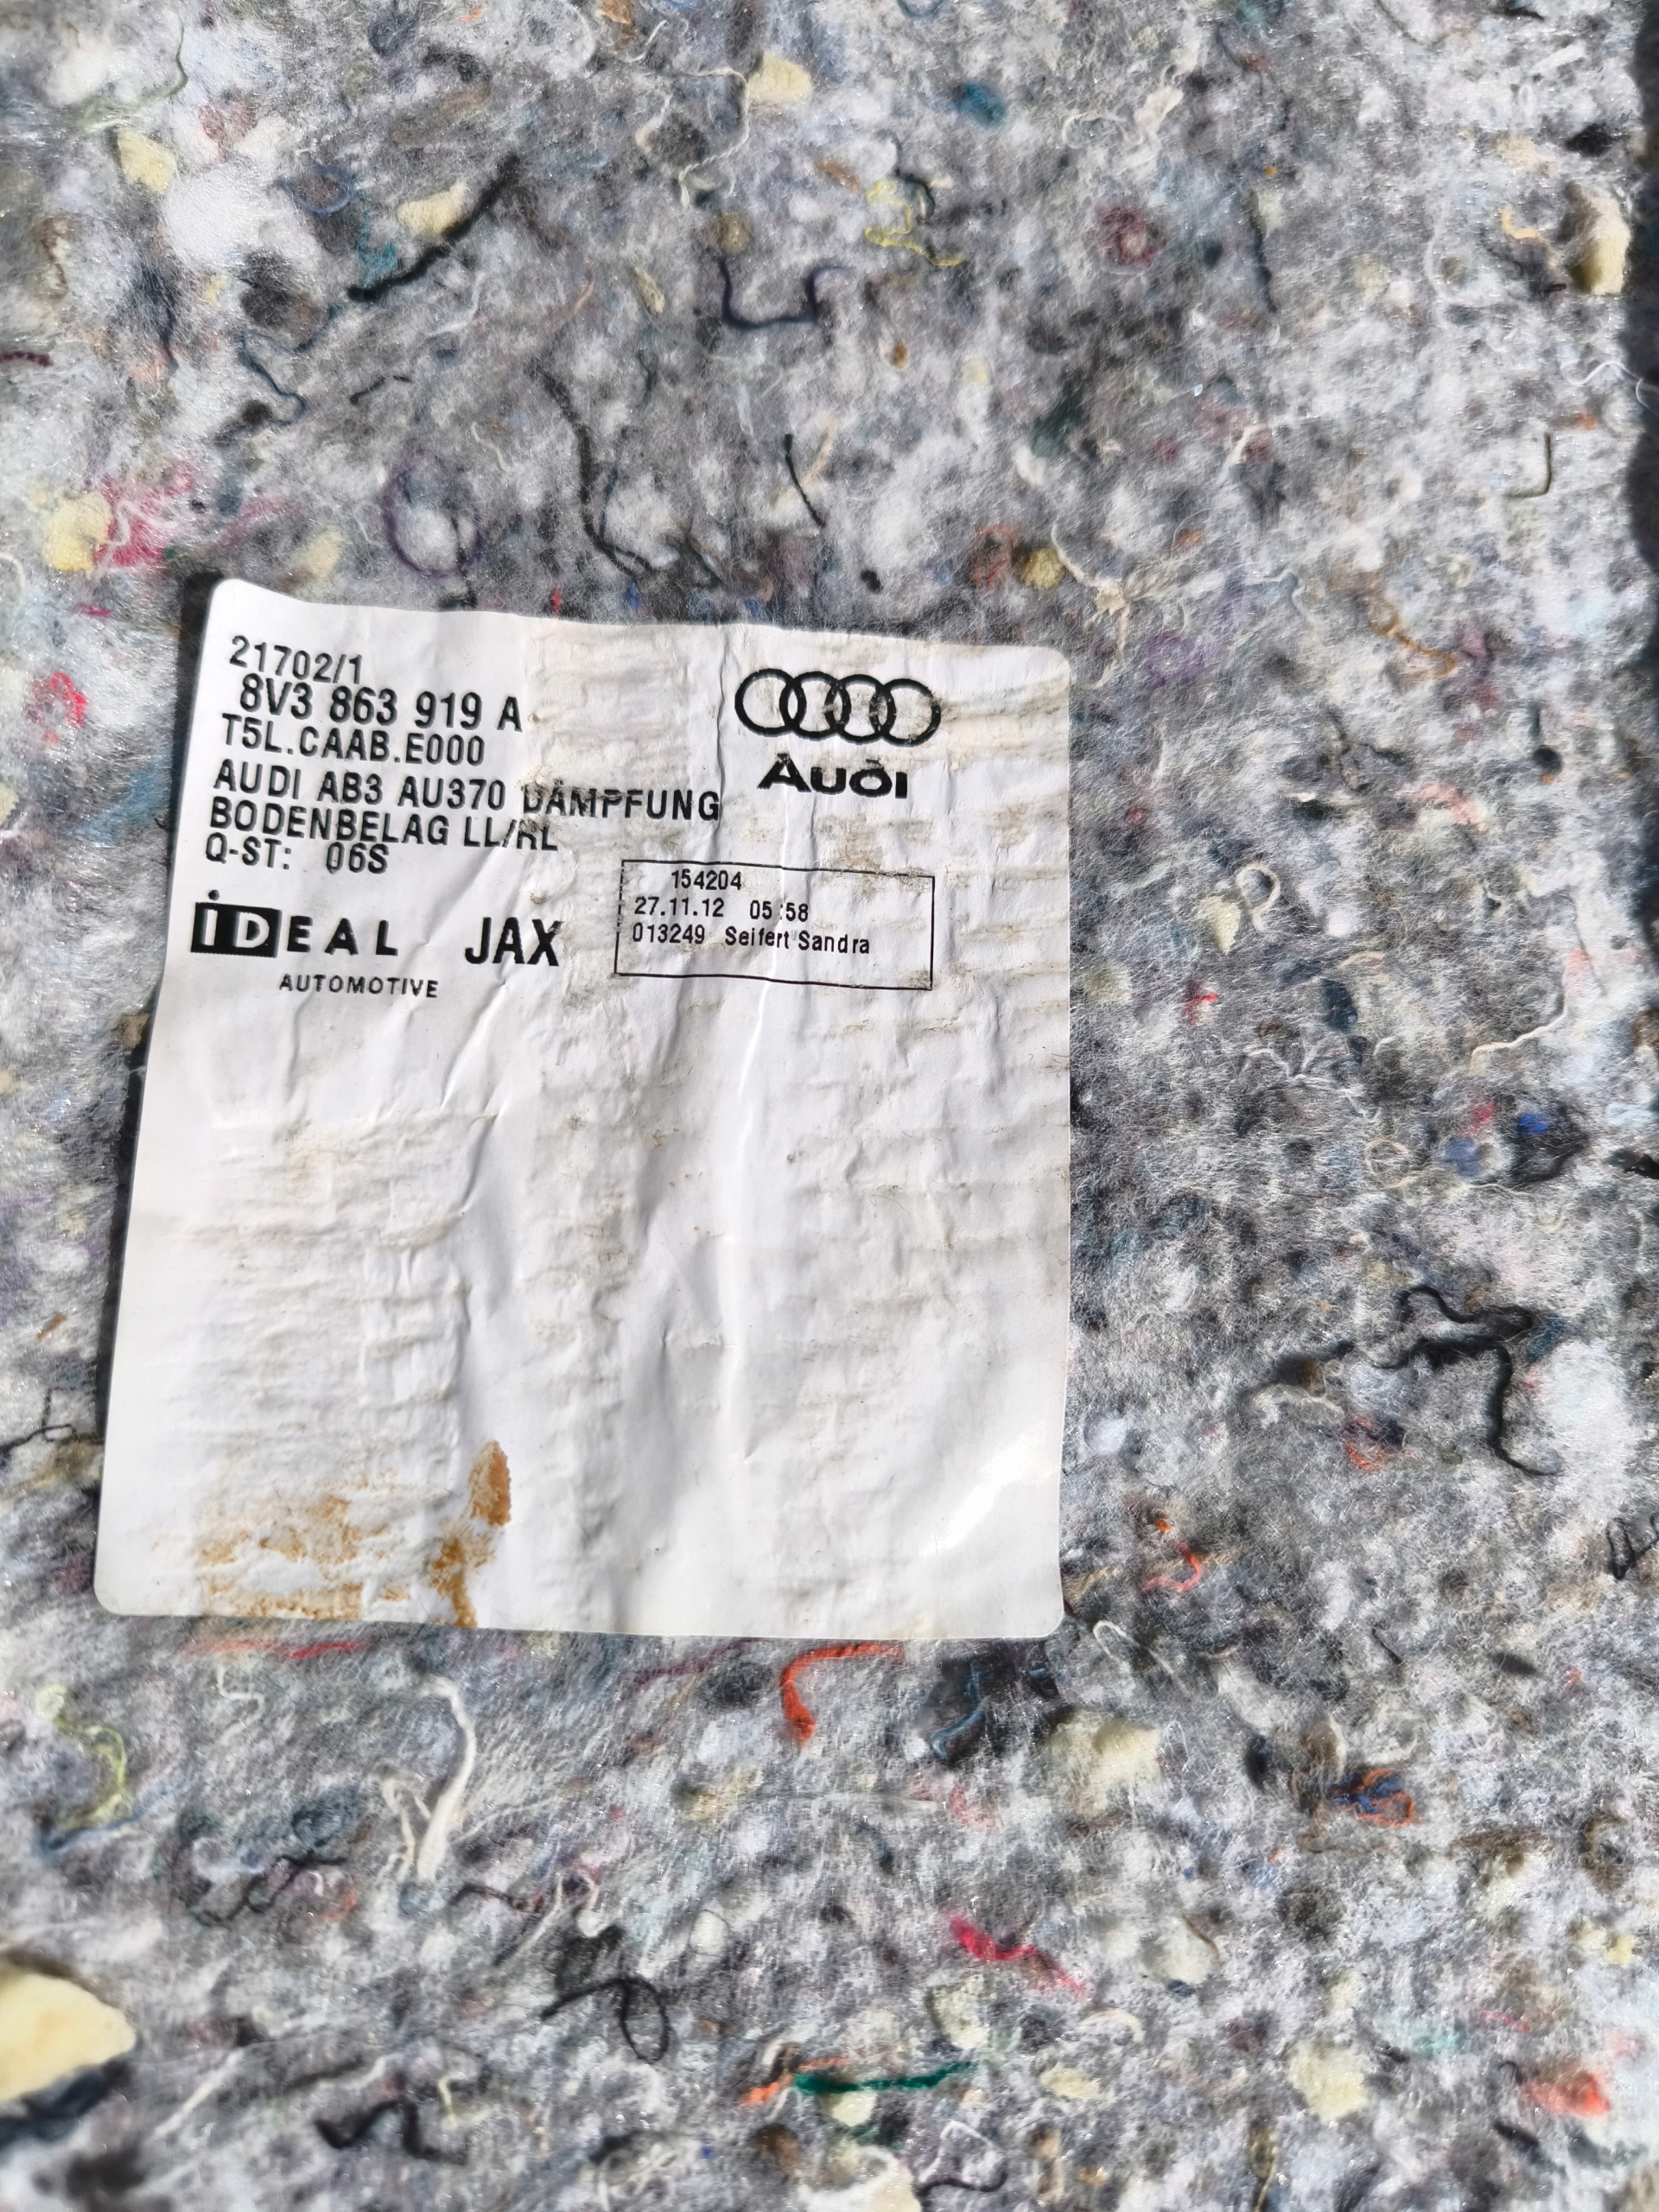 21702/1
8V3 863 919 A
T5L.CAAB.E000
AUDI AB3 AU370 DÄMPFUNG
BODENBELAG LL/RL
Q-ST: 06S
Audi
154204
27.11.12 05:58
013249 Seifert Sandra
iDEAL JAX
AUTOMOTIVE